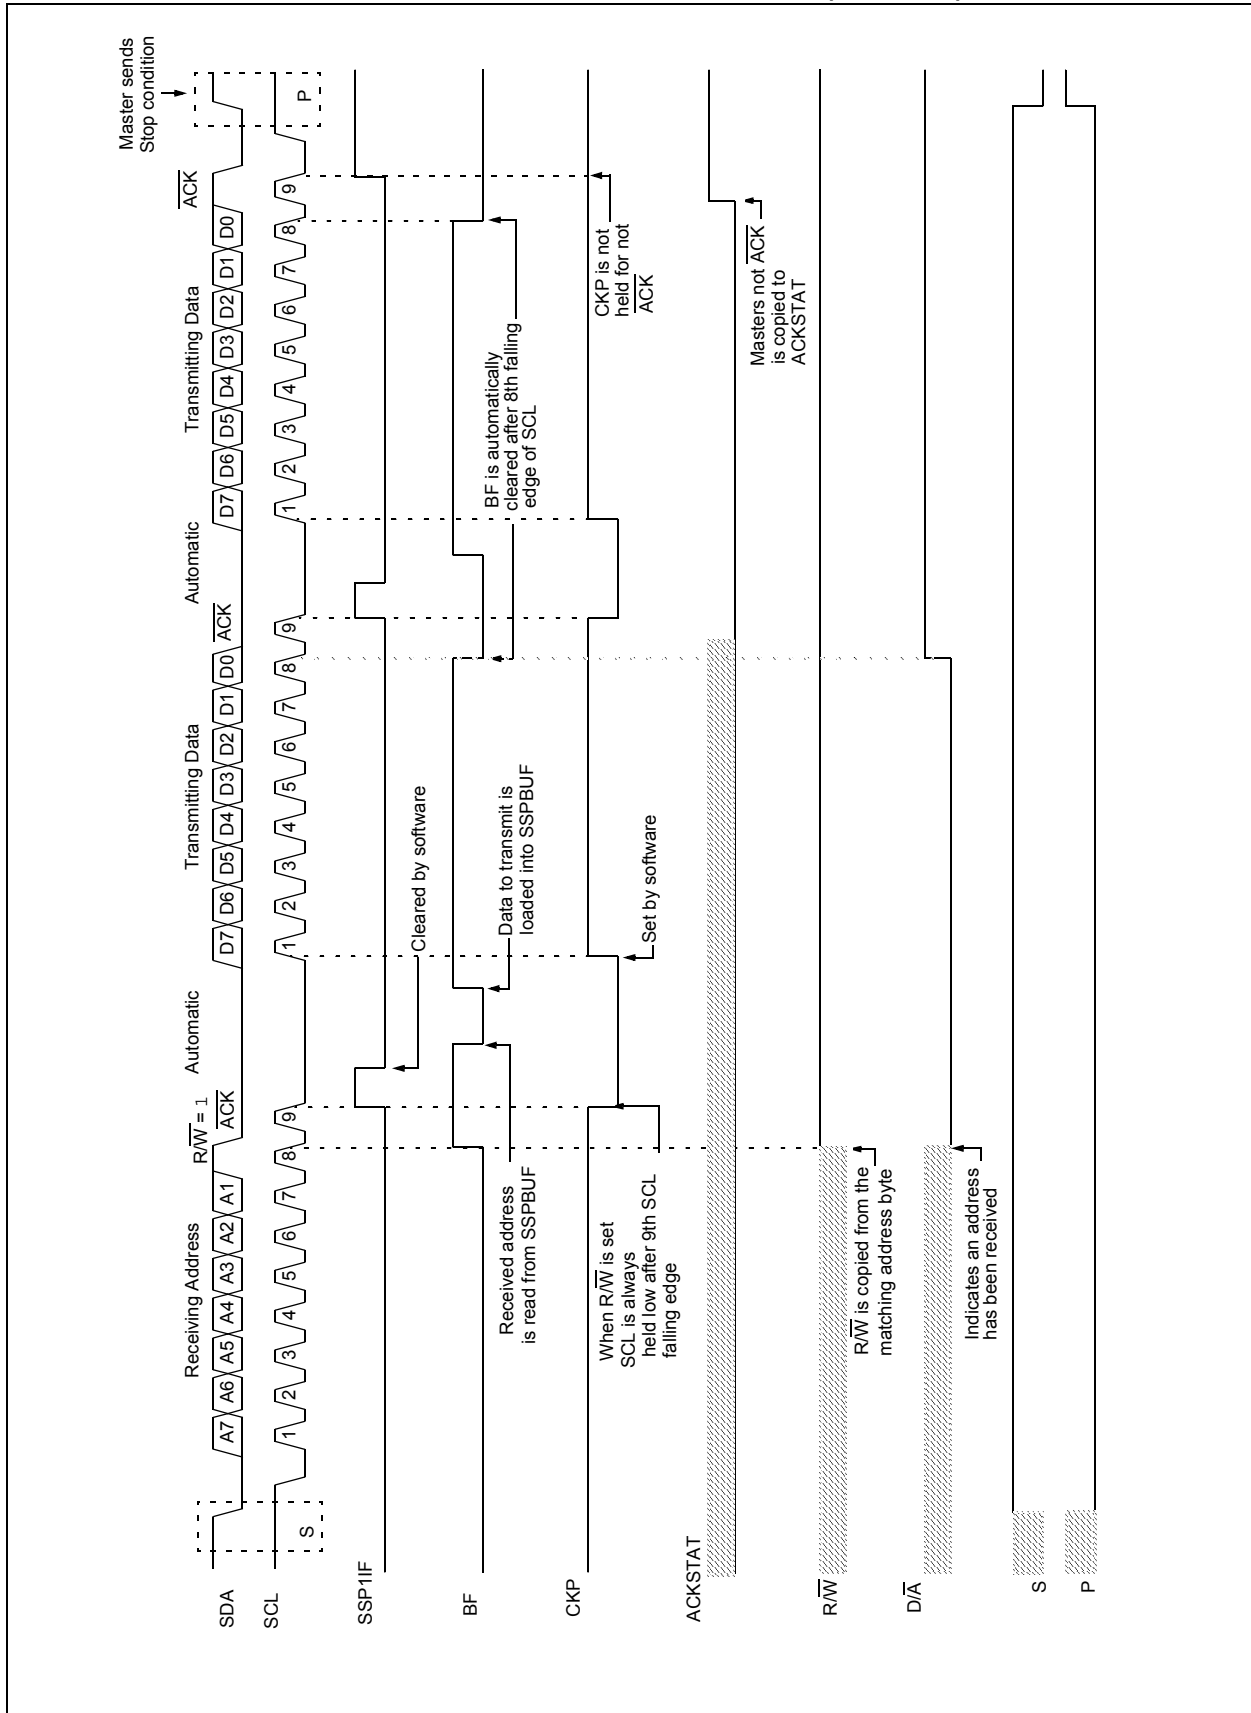 Master sends
Stop condition
Receiving Address
R/W = 1
ACK
Automatic
Transmitting Data
ACK
Automatic
Transmitting Data
ACK
SDA
A7 A6 A5 A4 A3 A2 A1
D7 D6 D5 D4 D3 D2 D1 D0
D7 D6 D5 D4 D3 D2 D1 D0
SCL
S
1 2 3 4 5 6 7 8 9
1 2 3 4 5 6 7 8 9
1 2 3 4 5 6 7 8 9
P
SSP1IF
Cleared by software
BF
Received address
is read from SSPBUF
Data to transmit is
loaded into SSPBUF
BF is automatically
cleared after 8th falling
edge of SCL
CKP
When R/W is set
SCL is always
held low after 9th SCL
falling edge
Set by software
CKP is not
held for not
ACK
ACKSTAT
Masters not ACK
is copied to
ACKSTAT
R/W
R/W is copied from the
matching address byte
D/A
Indicates an address
has been received
S
P